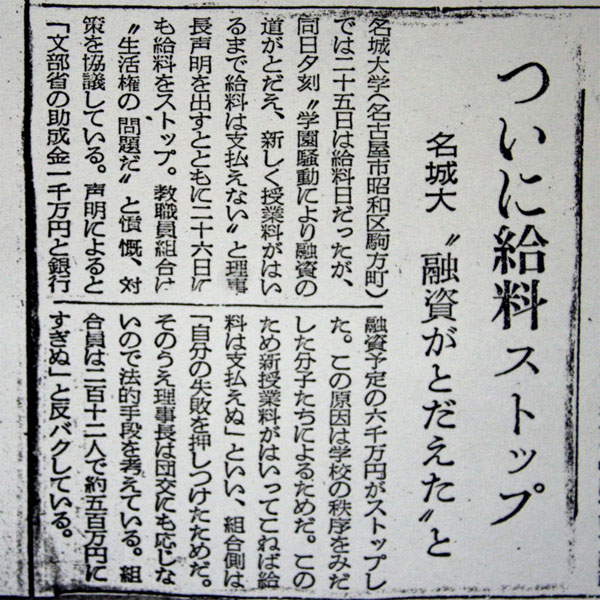 ついに給料ストップ
名城大〝融資がとだえた〟と
名城大学(名古屋市昭和区駒方町)
では二十五日は給料日だったが、
同日夕刻〝学園騒動により融資の
道がとだえ、新しく授業料がはい
るまで給料は支払えない〟と理事
長声明を出すとともに二十六日に
も給料をストップ。教職員組合は
〝生活権の問題だ〟と憤慨、対
策を協議している。声明によると
「文部省の助成金一千万円と銀行
融資予定の六千万円がストップし
た。この原因は学校の秩序をみだ
した分子たちによるためだ。この
ため新授業料がはいってこねば給
料は支払えぬ」といい、組合側は
「自分の失敗を押しつけたためだ。
そのうえ理事長は団交にも応じな
いので法的手段を考えている。組
合員は二百十二人で約五百万円に
すぎぬ」と反バクしている。